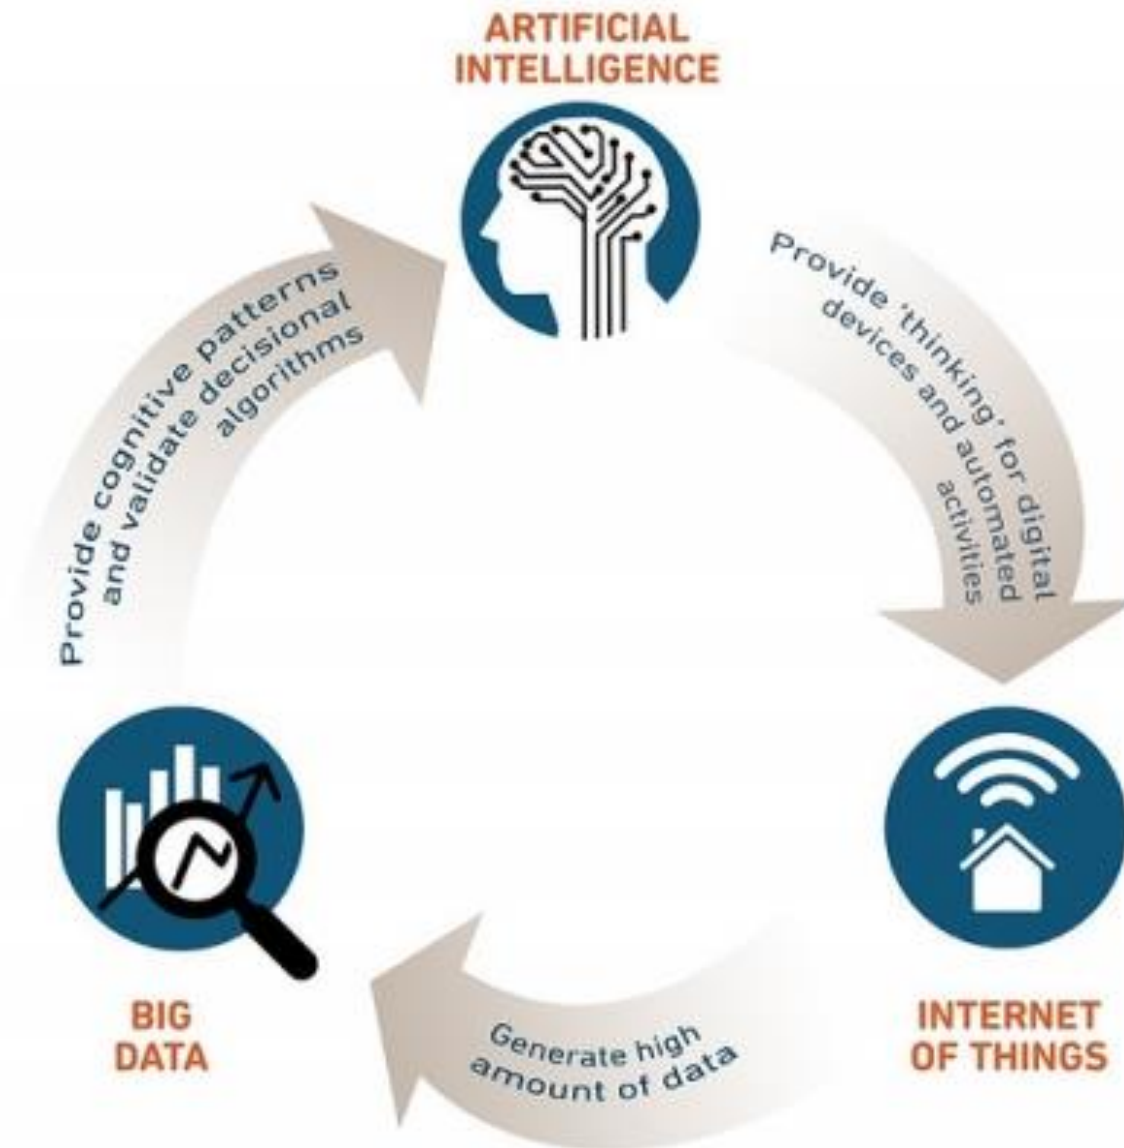 ARTIFICIAL
INTELLIGENCE
Provide 'thinking' for digital
devices and automated
activities
INTERNET
OF THINGS
Generate high
amount of data
BIG
DATA
Provide cognitive patterns
and validate decisional
algorithms